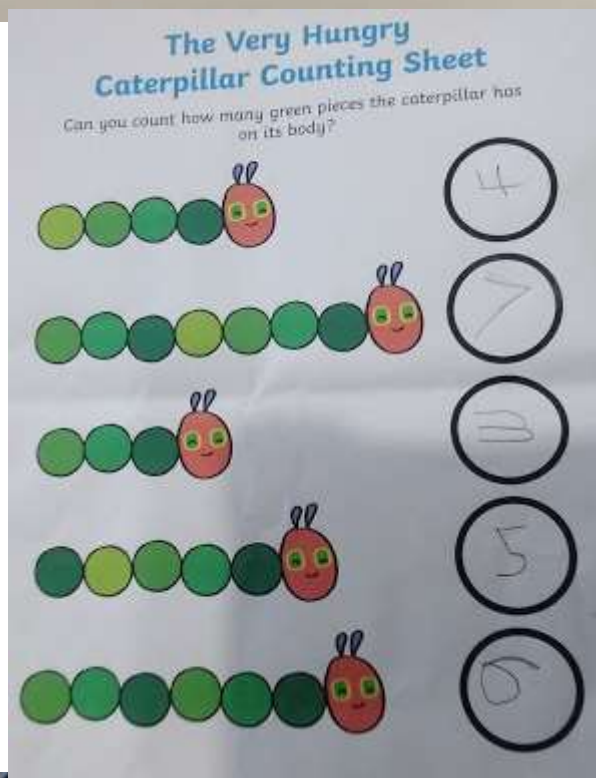 The Very Hungry
Caterpillar Counting Sheet
Can you count how many green pieces the caterpillar has
on its body?
4
7
3
5
6